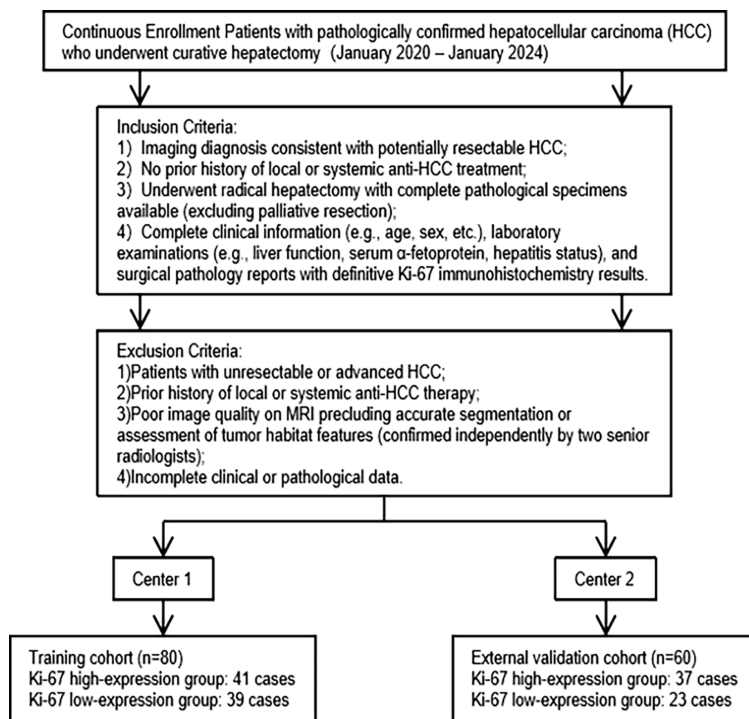 Continuous Enrollment Patients with pathologically confirmed hepatocellular carcinoma (HCC)
who underwent curative hepatectomy (January 2020 – January 2024)
Inclusion Criteria:
1) Imaging diagnosis consistent with potentially resectable HCC;
2) No prior history of local or systemic anti-HCC treatment;
3) Underwent radical hepatectomy with complete pathological specimens
available (excluding palliative resection);
4) Complete clinical information (e.g., age, sex, etc.), laboratory
examinations (e.g., liver function, serum α-fetoprotein, hepatitis status), and
surgical pathology reports with definitive Ki-67 immunohistochemistry results.
Exclusion Criteria:
1)Patients with unresectable or advanced HCC;
2)Prior history of local or systemic anti-HCC therapy;
3)Poor image quality on MRI precluding accurate segmentation or
assessment of tumor habitat features (confirmed independently by two senior
radiologists);
4)Incomplete clinical or pathological data.
Center 1
Center 2
Training cohort (n=80)
Ki-67 high-expression group: 41 cases
Ki-67 low-expression group: 39 cases
External validation cohort (n=60)
Ki-67 high-expression group: 37 cases
Ki-67 low-expression group: 23 cases